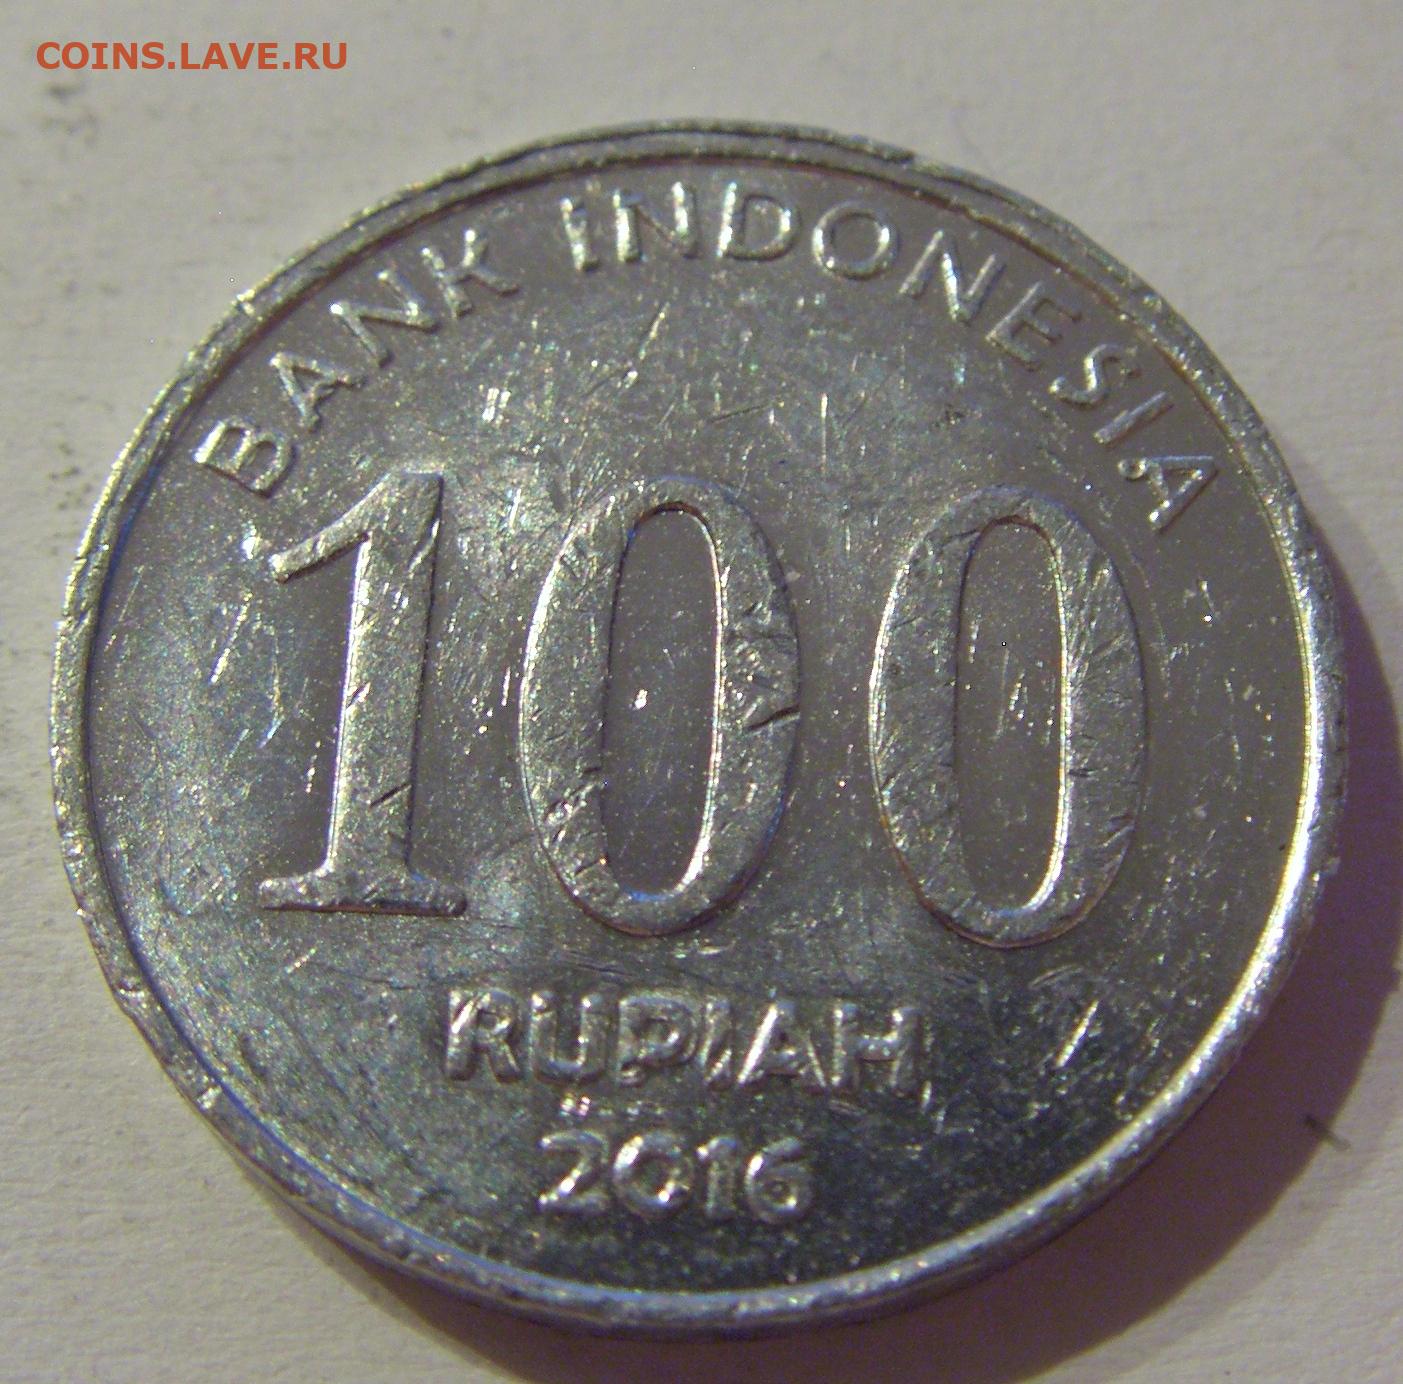 COINS.LAVE.RU
BANK INDONESIA
100
RUPIAH
2016